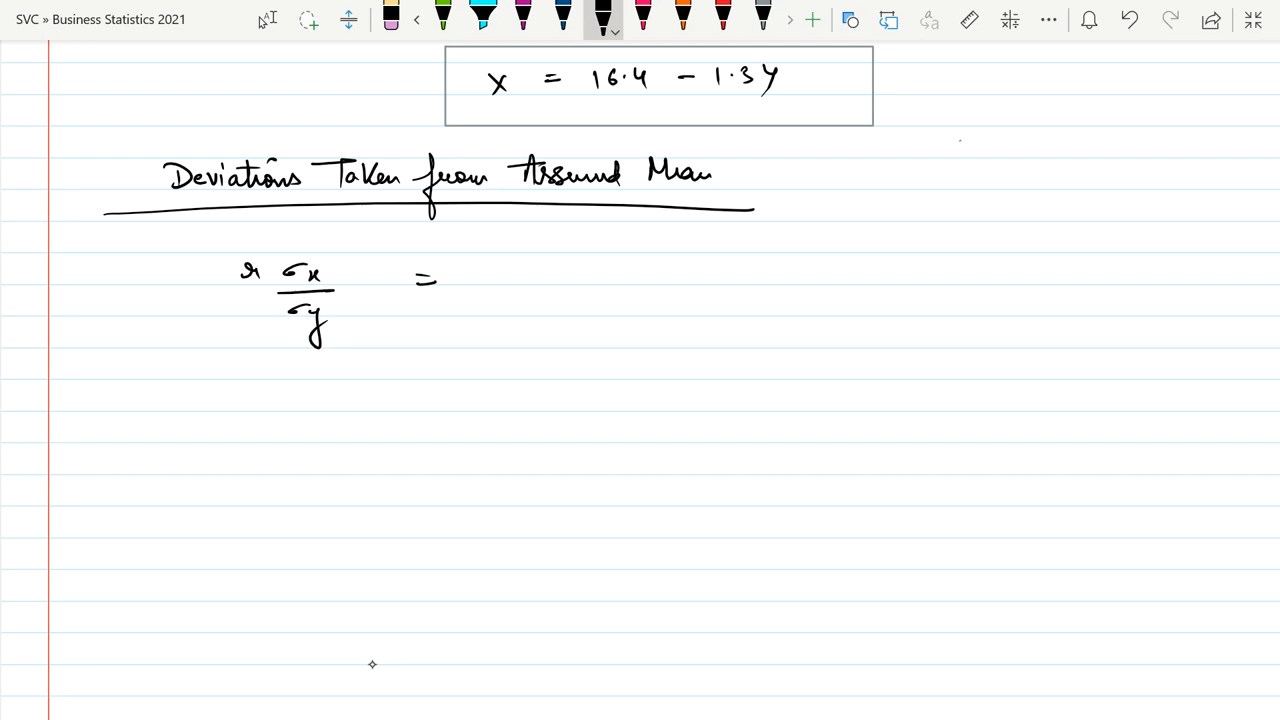 SVC » Business Statistics 2021
X = 16.4 - 1.3Y
Deviations Taken from Assumed Mean
r σx =
σy